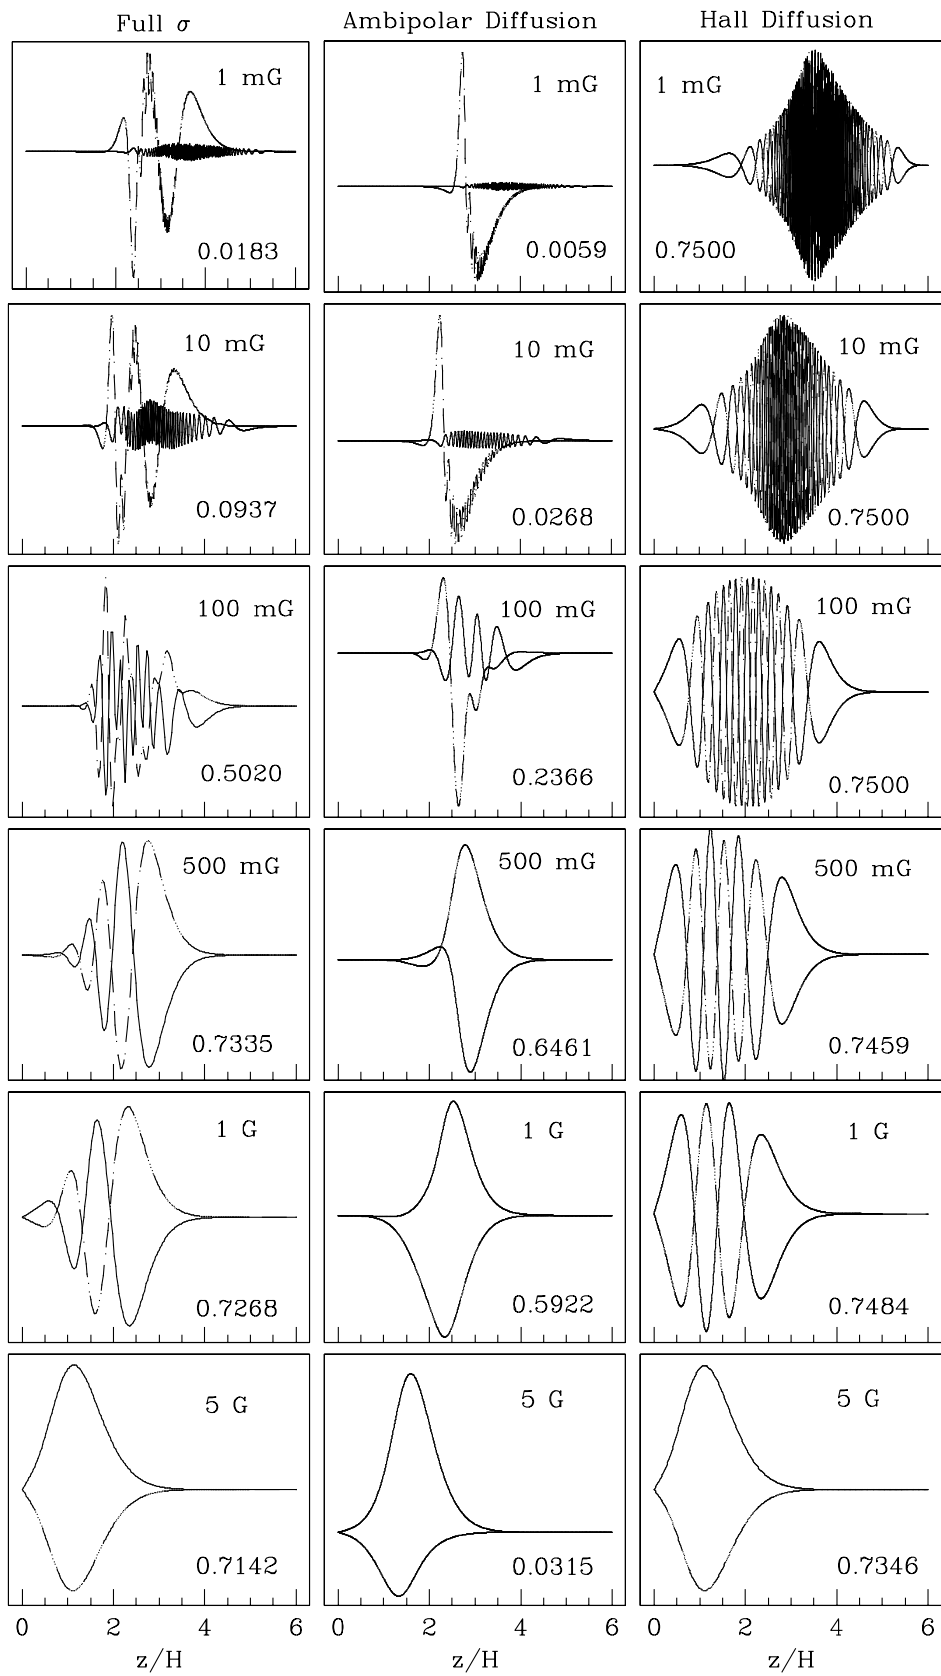 Full σ
Ambipolar Diffusion
Hall Diffusion
1 mG
1 mG
1 mG
0.0183
0.0059
0.7500
10 mG
10 mG
10 mG
0.0937
0.0268
0.7500
100 mG
100 mG
100 mG
0.5020
0.2366
0.7500
500 mG
500 mG
500 mG
0.7335
0.6461
0.7459
1 G
1 G
1 G
0.7268
0.5922
0.7484
5 G
5 G
5 G
0.7142
0.0315
0.7346
0 2 4 6
0 2 4 6
0 2 4 6
z/H
z/H
z/H